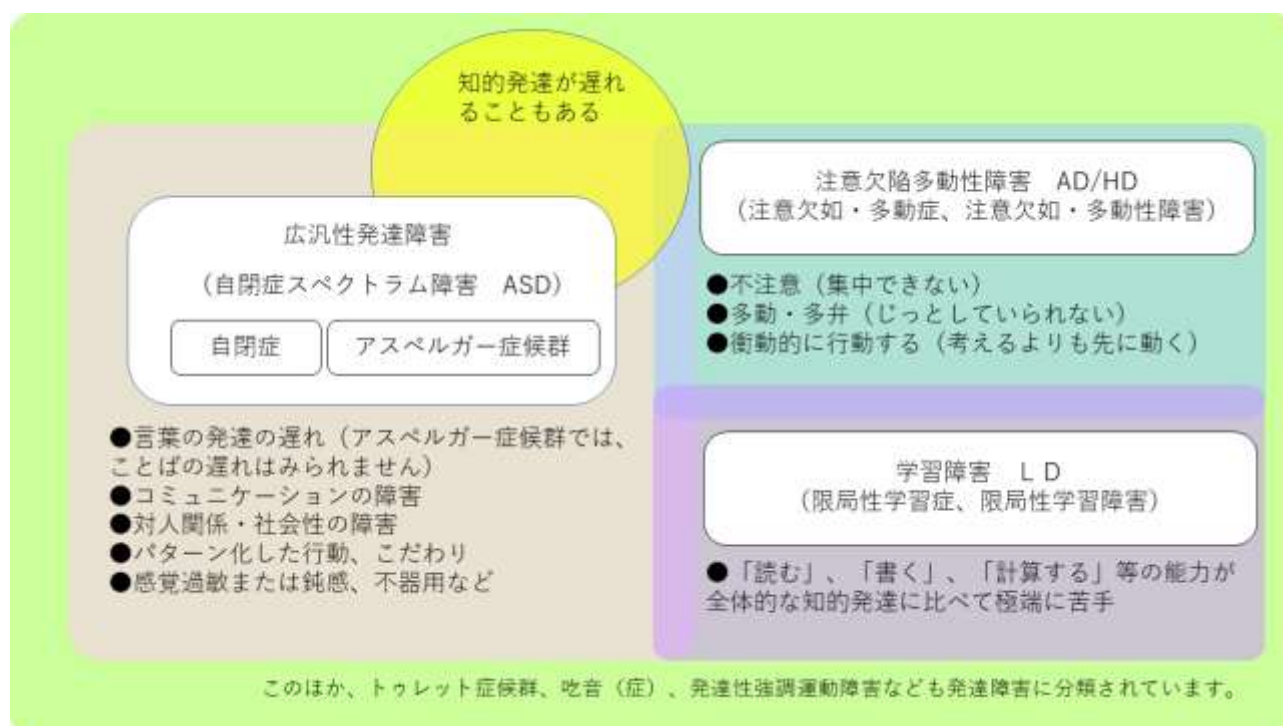 知的発達が遅れ
ることもある
広汎性発達障害
（自閉症スペクトラム障害　ASD）
自閉症
アスペルガー症候群
●言葉の発達の遅れ（アスペルガー症候群では、
ことばの遅れはみられません）
●コミュニケーションの障害
●対人関係・社会性の障害
●パターン化した行動、こだわり
●感覚過敏または鈍感、不器用など
注意欠陥多動性障害　AD/HD
（注意欠如・多動症、注意欠如・多動性障害）
●不注意（集中できない）
●多動・多弁（じっとしていられない）
●衝動的に行動する（考えるよりも先に動く）
学習障害　ＬＤ
（限局性学習症、限局性学習障害）
●「読む」、「書く」、「計算する」等の能力が
全体的な知的発達に比べて極端に苦手
このほか、トゥレット症候群、吃音（症）、発達性強調運動障害なども発達障害に分類されています。